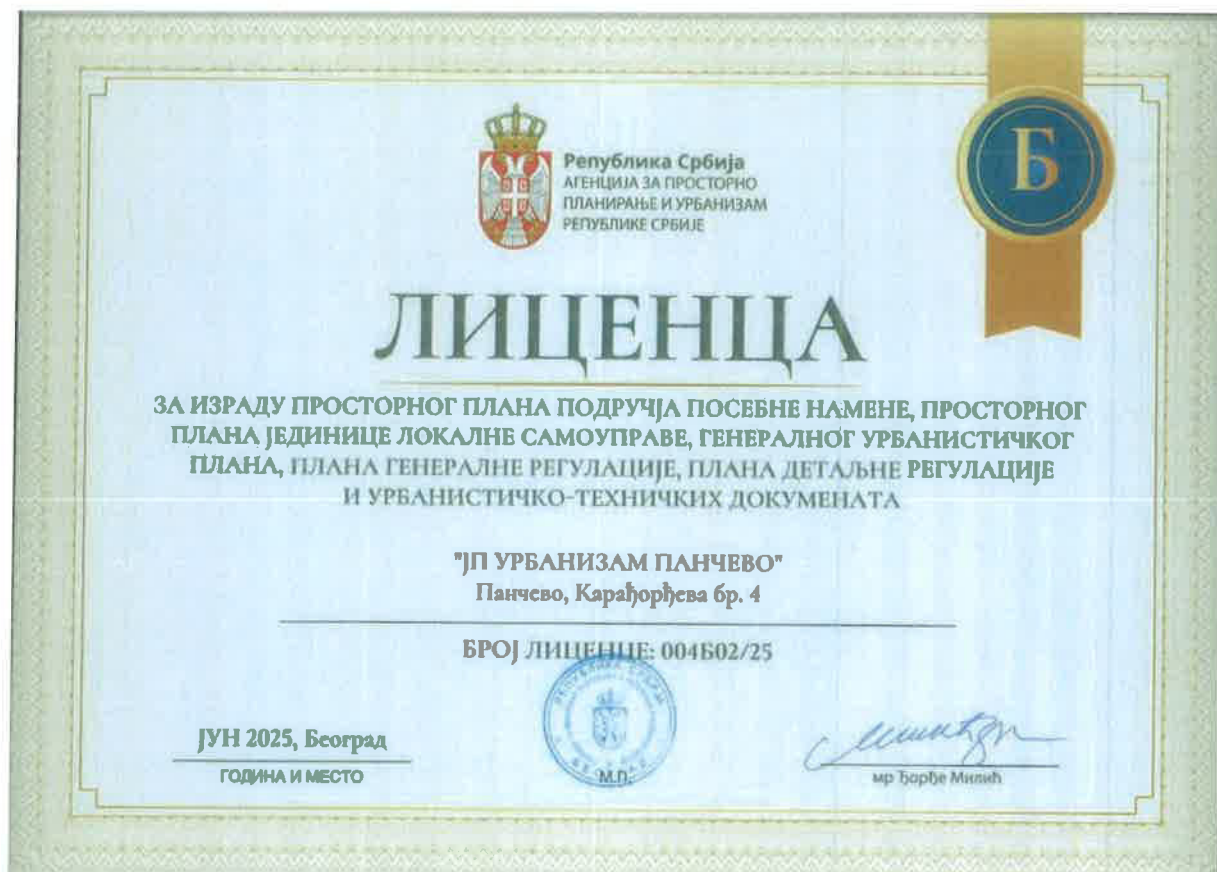 Република Србија
АГЕНЦИЈА ЗА ПРОСТОРНО
ПЛАНИРАЊЕ И УРБАНИЗАМ
РЕПУБЛИКЕ СРБИЈЕ
Б
ЛИЦЕНЦА
ЗА ИЗРАДУ ПРОСТОРНОГ ПЛАНА ПОДРУЧЈА ПОСЕБНЕ НАМЕНЕ, ПРОСТОРНОГ
ПЛАНА ЈЕДИНИЦЕ ЛОКАЛНЕ САМОУПРАВЕ, ГЕНЕРАЛНОГ УРБАНИСТИЧКОГ
ПЛАНА, ПЛАНА ГЕНЕРАЛНЕ РЕГУЛАЦИЈЕ, ПЛАНА ДЕТАЉНЕ РЕГУЛАЦИЈЕ
И УРБАНИСТИЧКО-ТЕХНИЧКИХ ДОКУМЕНАТА
"ЈП УРБАНИЗАМ ПАНЧЕВО"
Панчево, Карађорђева бр. 4
БРОЈ ЛИЦЕНЦЕ: 004Б02/25
РЕПУБЛИКА СРБИЈА
ЈУН 2025, Београд
ГОДИНА И МЕСТО
М.П.
мр Ђорђе Милић